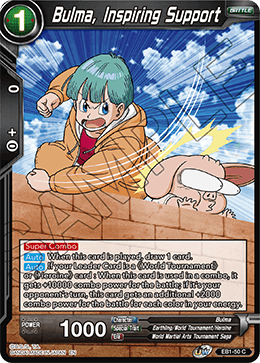 1
Bulma, Inspiring Support
BATTLE
0
+
0
Super Combo
Auto When this card is played, draw 1 card.
Auto If your Leader Card is a ‹World Tournament›
or ‹Heroine› card : When this card is used in a combo, it
gets +10000 combo power for the battle; if it's your
opponent's turn, this card gets an additional +2000
combo power for the battle for each color in your energy.
POWER 1000
Character Bulma
Special Trait Earthling/World Tournament/Heroine
Era World Martial Arts Tournament Saga
EB1-50 C